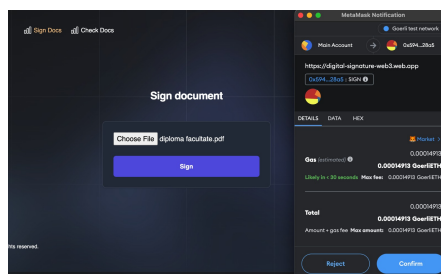 Sign Docs
Check Docs
Sign document
Choose File diploma facultate.pdf
Sign
hts reserved.
MetaMask Notification
Goerli test network
Main Account
0x594...28a5
https://digital-signature-web3.web.app
0x594...28a5 : SIGN
DETAILS DATA HEX
Market >
0.00014913
Gas (estimated) 0.00014913 GoerliETH
Likely in < 30 seconds Max fee: 0.00014913 GoerliETH
0.00014913
Total 0.00014913 GoerliETH
Amount + gas fee Max amount: 0.00014913 GoerliETH
Reject Confirm